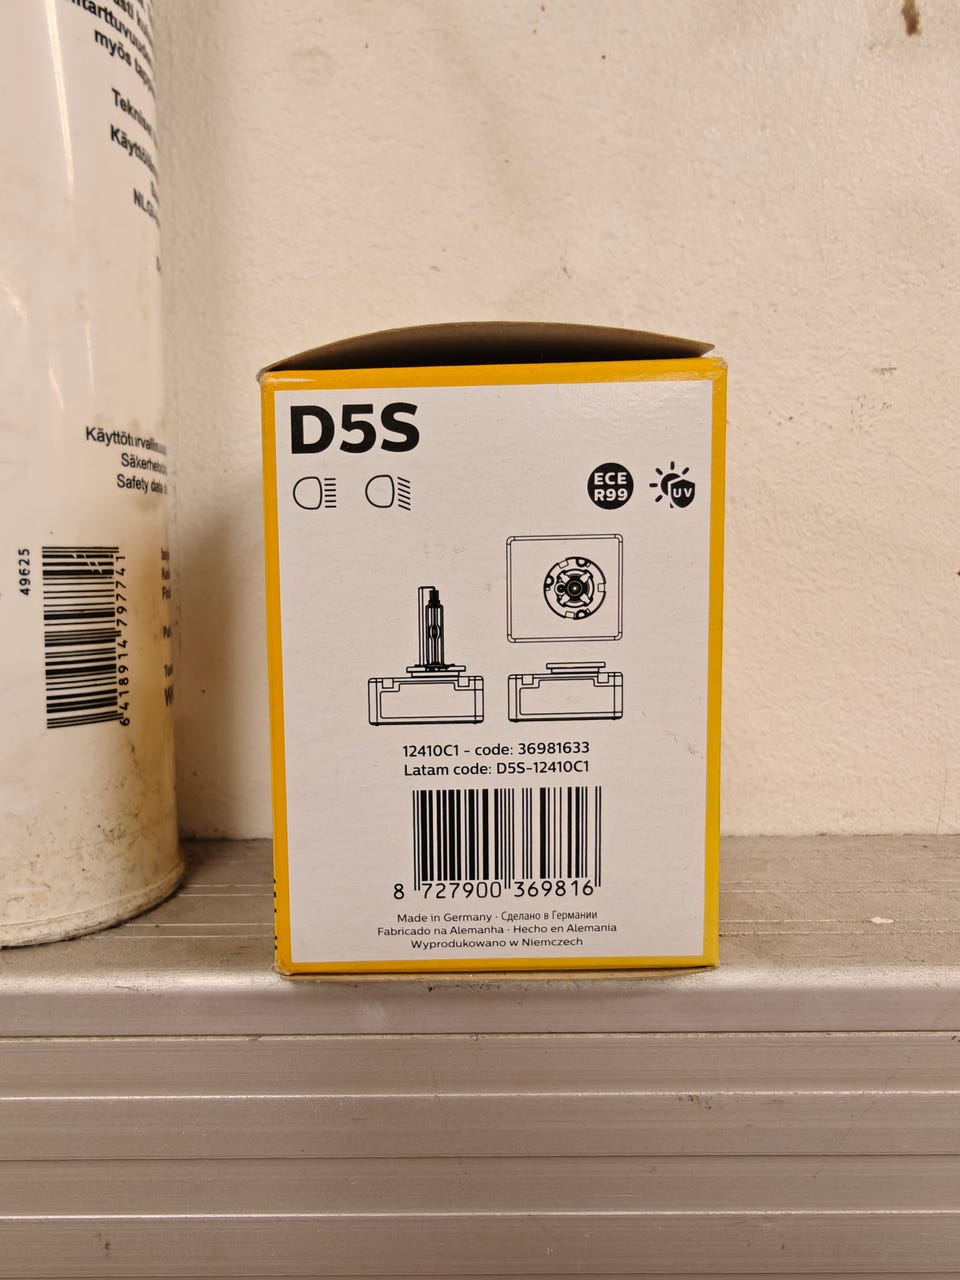 myös
Käyttöturvallisuus
Safety data
49625
6 418914 797741
D5S
ECE
R99
UV
12410C1 - code: 36981633
Latam code: D5S-12410C1
8 727900 369816
Made in Germany · Сделано в Германии
Fabricado na Alemanha · Hecho en Alemania
Wyprodukowano w Niemczech